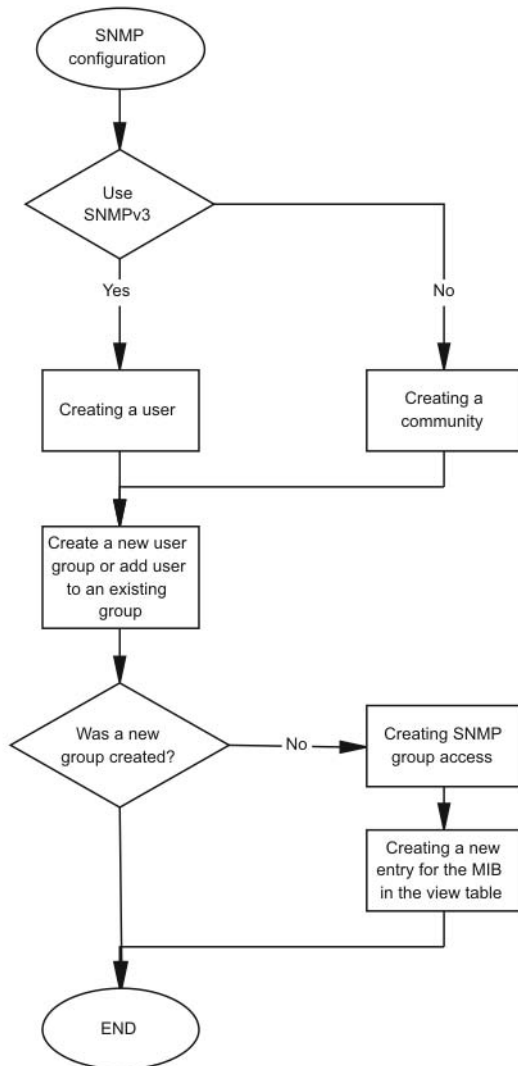 SNMP
configuration
Use
SNMPv3
Yes
No
Creating a user
Creating a
community
Create a new user
group or add user
to an existing
group
Was a new
group created?
No
Creating SNMP
group access
Creating a new
entry for the MIB
in the view table
END